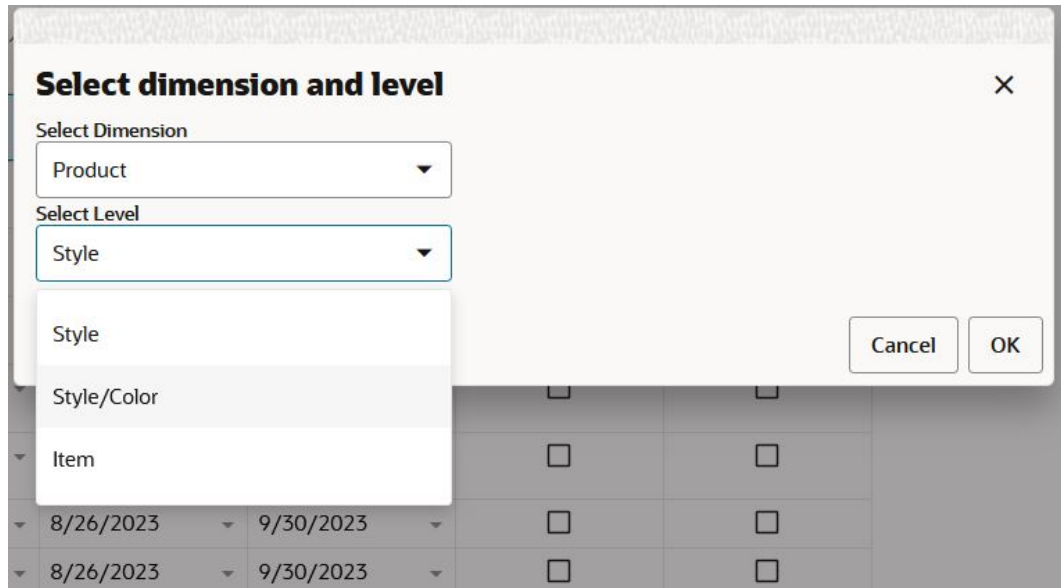 Select dimension and level
Select Dimension
Product
Select Level
Style
Style
Style/Color
Item
Cancel OK
8/26/2023 9/30/2023
8/26/2023 9/30/2023